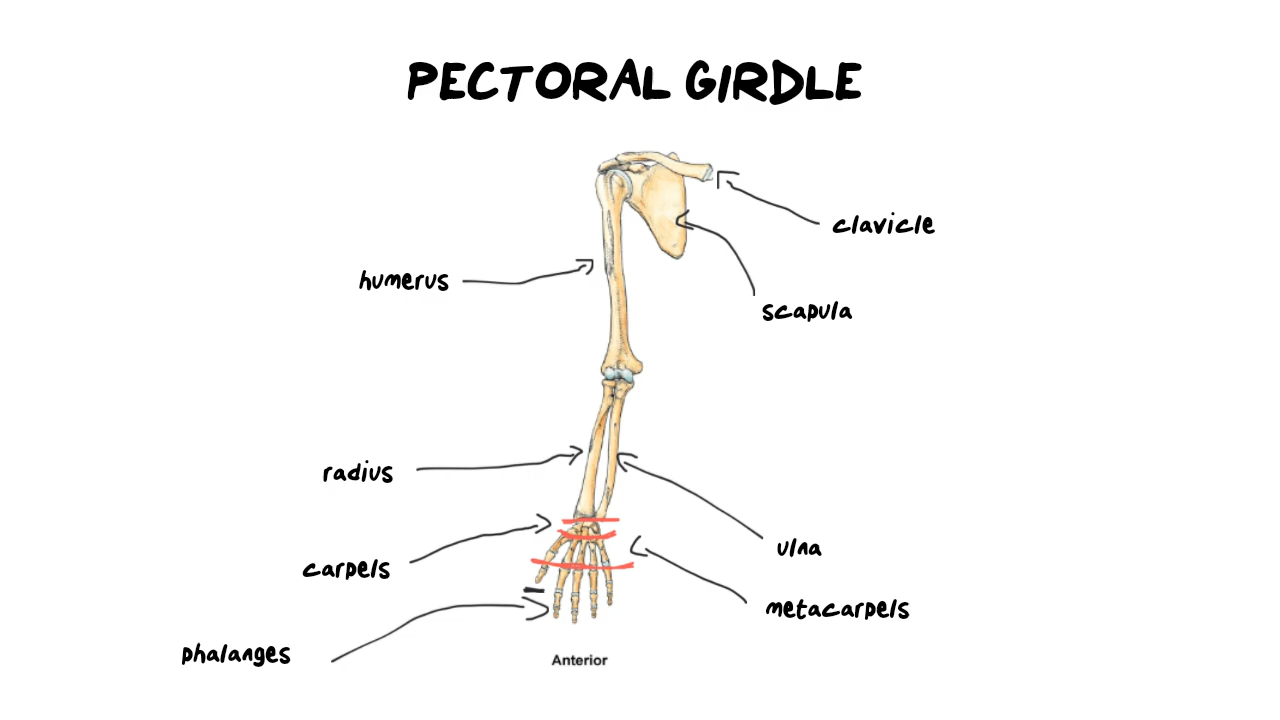 PECTORAL GIRDLE
clavicle
humerus
scapula
radius
ulna
carpels
metacarpels
phalanges
Anterior